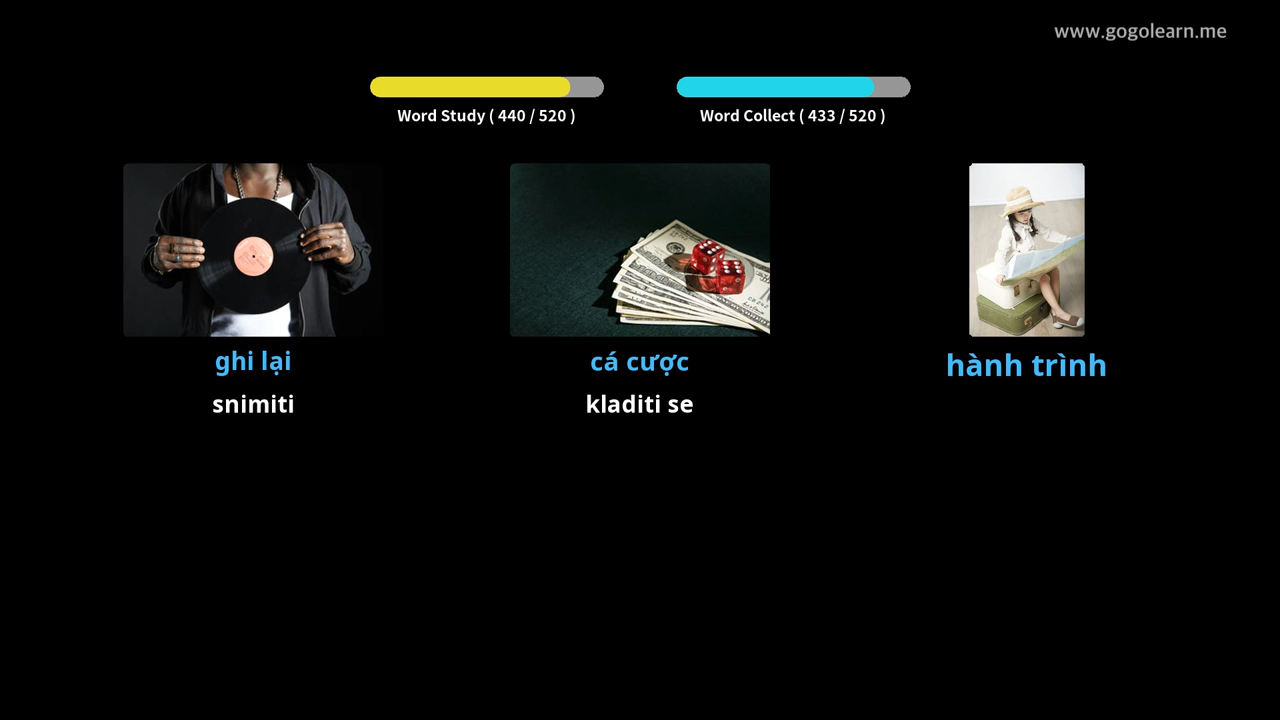 www.gogolearn.me
Word Study ( 440 / 520 )
Word Collect ( 433 / 520 )
ghi lại
snimiti
cá cược
kladiti se
hành trình